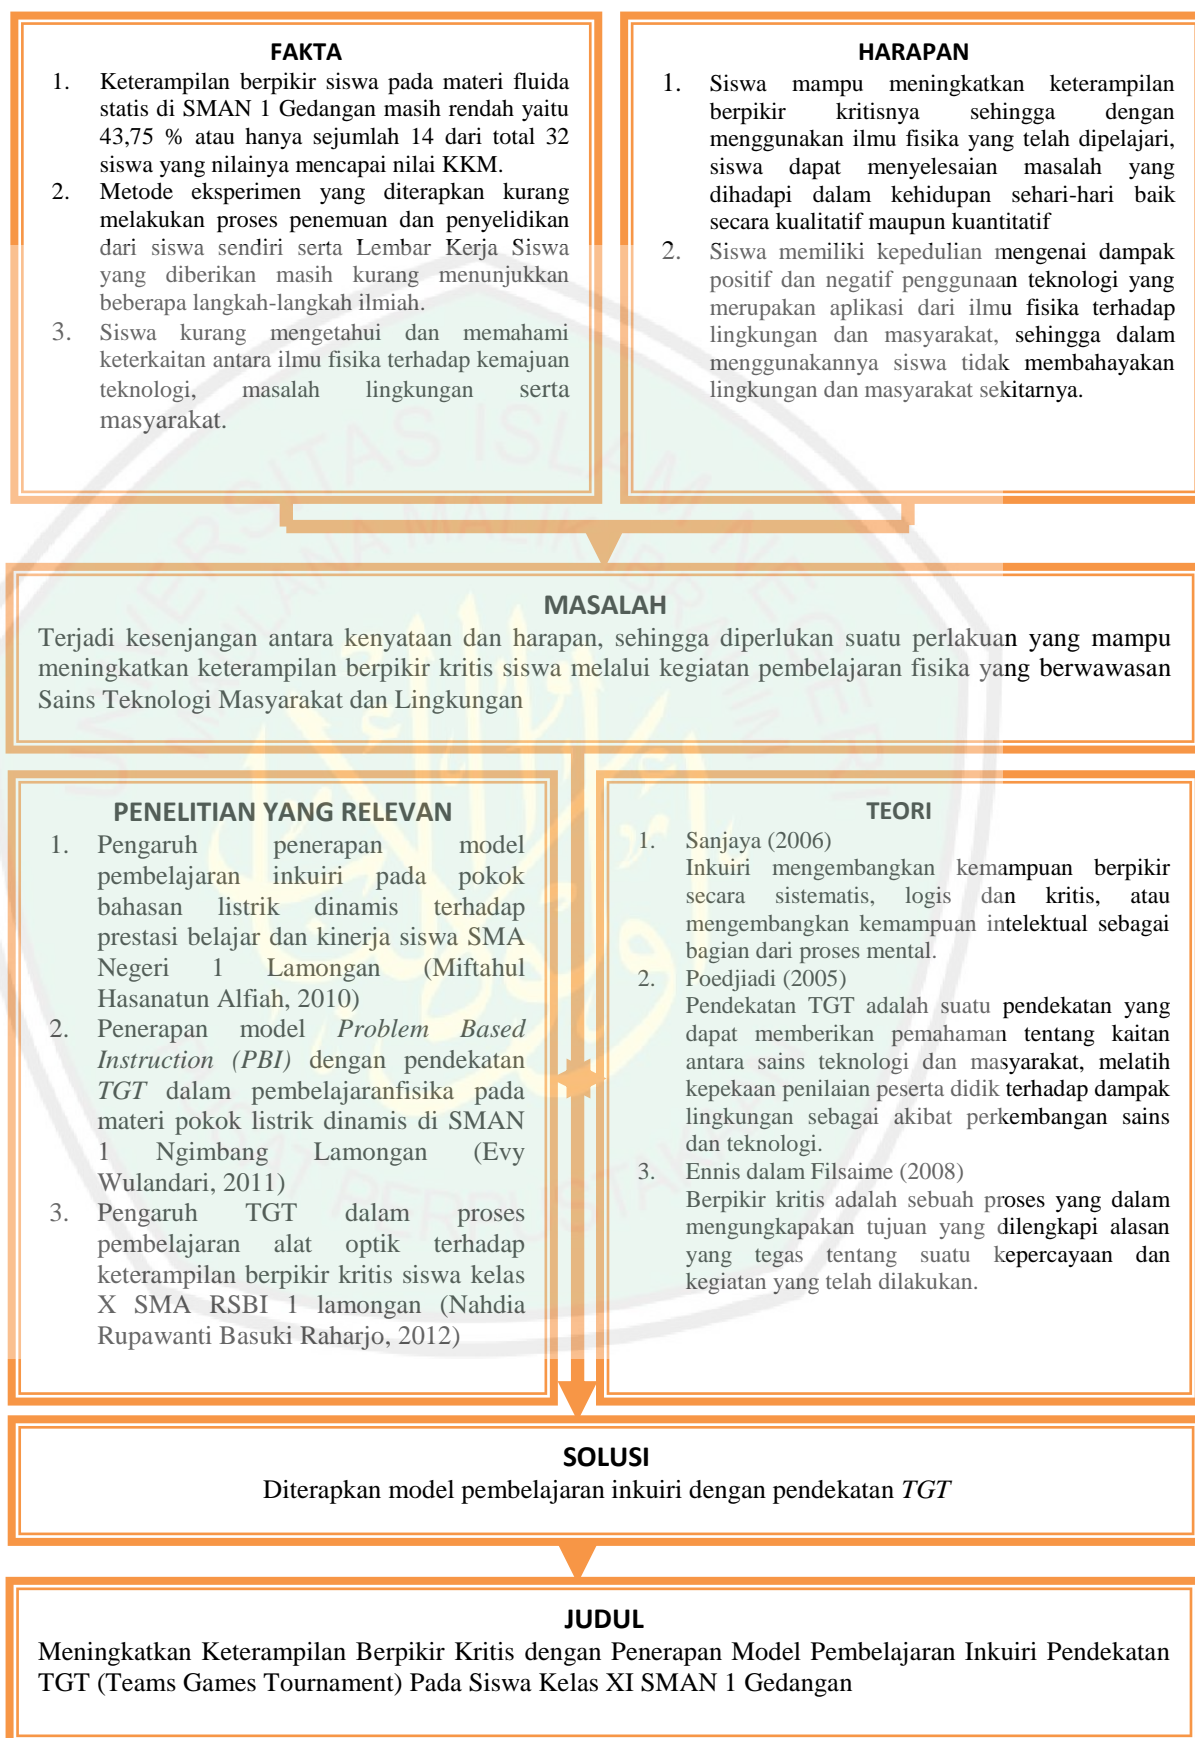 FAKTA
1. Keterampilan berpikir siswa pada materi fluida
statis di SMAN 1 Gedangan masih rendah yaitu
43,75 % atau hanya sejumlah 14 dari total 32
siswa yang nilainya mencapai nilai KKM.
2. Metode eksperimen yang diterapkan kurang
melakukan proses penemuan dan penyelidikan
dari siswa sendiri serta Lembar Kerja Siswa
yang diberikan masih kurang menunjukkan
beberapa langkah-langkah ilmiah.
3. Siswa kurang mengetahui dan memahami
keterkaitan antara ilmu fisika terhadap kemajuan
teknologi, masalah lingkungan serta
masyarakat.
HARAPAN
1. Siswa mampu meningkatkan keterampilan
berpikir kritisnya sehingga dengan
menggunakan ilmu fisika yang telah dipelajari,
siswa dapat menyelesaian masalah yang
dihadapi dalam kehidupan sehari-hari baik
secara kualitatif maupun kuantitatif
2. Siswa memiliki kepedulian mengenai dampak
positif dan negatif penggunaan teknologi yang
merupakan aplikasi dari ilmu fisika terhadap
lingkungan dan masyarakat, sehingga dalam
menggunakannya siswa tidak membahayakan
lingkungan dan masyarakat sekitarnya.
MASALAH
Terjadi kesenjangan antara kenyataan dan harapan, sehingga diperlukan suatu perlakuan yang mampu
meningkatkan keterampilan berpikir kritis siswa melalui kegiatan pembelajaran fisika yang berwawasan
Sains Teknologi Masyarakat dan Lingkungan
PENELITIAN YANG RELEVAN
1. Pengaruh penerapan model
pembelajaran inkuiri pada pokok
bahasan listrik dinamis terhadap
prestasi belajar dan kinerja siswa SMA
Negeri 1 Lamongan (Miftahul
Hasanatun Alfiah, 2010)
2. Penerapan model Problem Based
Instruction (PBI) dengan pendekatan
TGT dalam pembelajaranfisika pada
materi pokok listrik dinamis di SMAN
1 Ngimbang Lamongan (Evy
Wulandari, 2011)
3. Pengaruh TGT dalam proses
pembelajaran alat optik terhadap
keterampilan berpikir kritis siswa kelas
X SMA RSBI 1 lamongan (Nahdia
Rupawanti Basuki Raharjo, 2012)
TEORI
1. Sanjaya (2006)
Inkuiri mengembangkan kemampuan berpikir
secara sistematis, logis dan kritis, atau
mengembangkan kemampuan intelektual sebagai
bagian dari proses mental.
2. Poedjiadi (2005)
Pendekatan TGT adalah suatu pendekatan yang
dapat memberikan pemahaman tentang kaitan
antara sains teknologi dan masyarakat, melatih
kepekaan penilaian peserta didik terhadap dampak
lingkungan sebagai akibat perkembangan sains
dan teknologi.
3. Ennis dalam Filsaime (2008)
Berpikir kritis adalah sebuah proses yang dalam
mengungkapakan tujuan yang dilengkapi alasan
yang tegas tentang suatu kepercayaan dan
kegiatan yang telah dilakukan.
SOLUSI
Diterapkan model pembelajaran inkuiri dengan pendekatan TGT
JUDUL
Meningkatkan Keterampilan Berpikir Kritis dengan Penerapan Model Pembelajaran Inkuiri Pendekatan
TGT (Teams Games Tournament) Pada Siswa Kelas XI SMAN 1 Gedangan
UNIVERSITAS ISLAM NEGERI
MAULANA MALIK IBRAHIM
PUSAT PERPUSTAKAAN